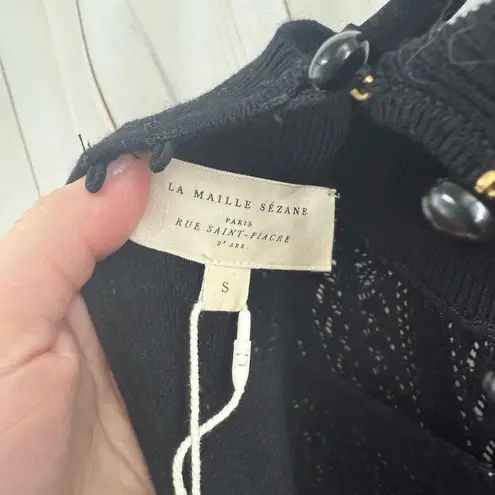 LA MAILLE SÉZANE
PARIS
RUE SAINT-FIACRE
2e ARR.
S